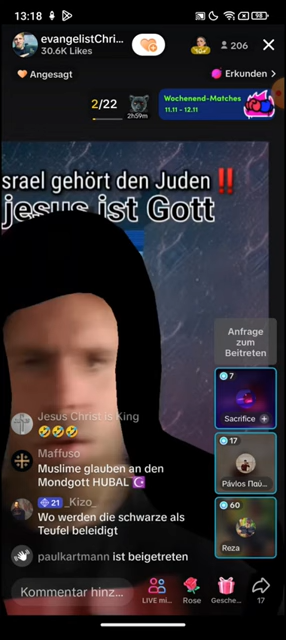 13:18
98
evangelistChri...
30.6K Likes
206
Angesagt
Erkunden >
2/22
2h59m
Wochenend-Matches
11.11 - 12.11
srael gehört den Juden ‼️
jesus ist Gott
Anfrage
zum
Beitreten
7
Sacrifice +
17
Pávlos Παύ...
60
Reza
Jesus Christ is King
🤣🤣🤣
Maffuso
Muslime glauben an den
Mondgott HUBAL ☪️
21 _Kizo_
Wo werden die schwarze als
Teufel beleidigt
paulkartmann ist beigetreten
Kommentar hinz...
LIVE mi...
Rose
Gesche...
17